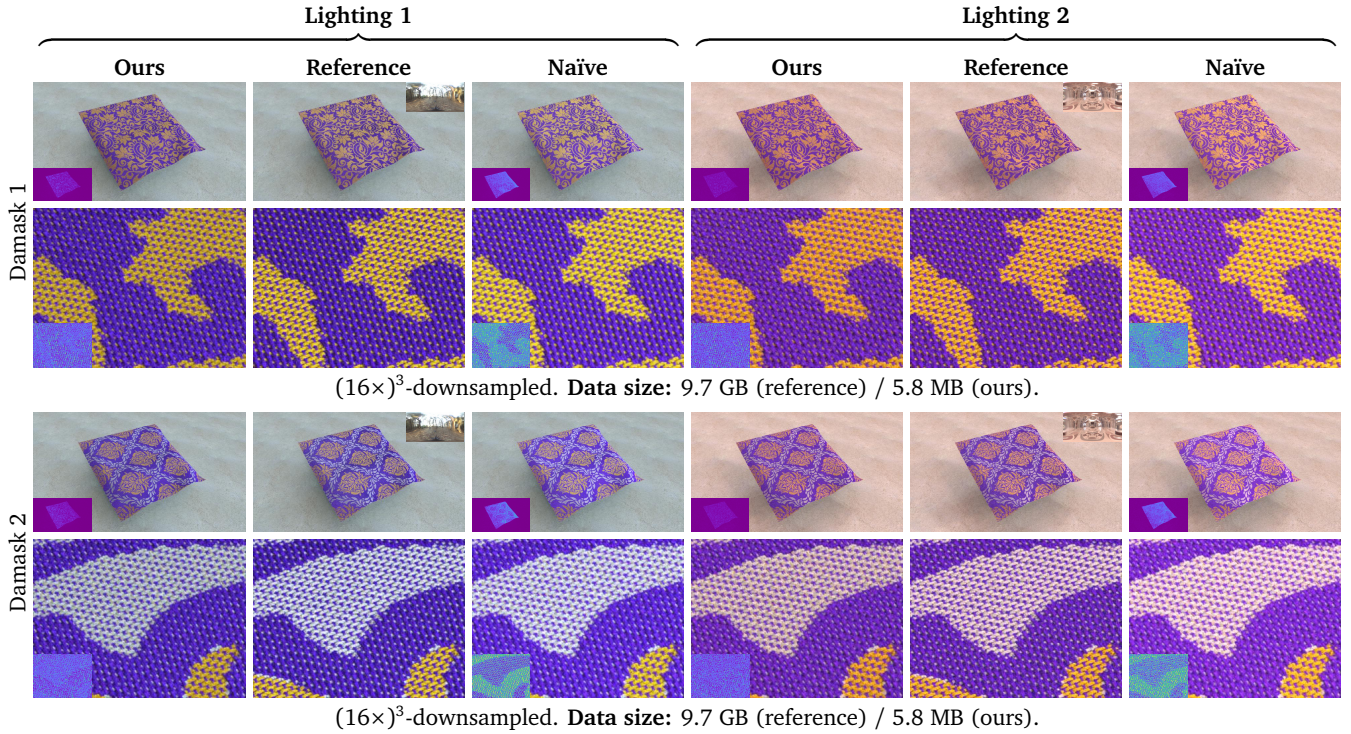 Lighting 1 Lighting 2
Ours Reference Naïve Ours Reference Naïve
Damask 1
(16×)³-downsampled. Data size: 9.7 GB (reference) / 5.8 MB (ours).
Damask 2
(16×)³-downsampled. Data size: 9.7 GB (reference) / 5.8 MB (ours).